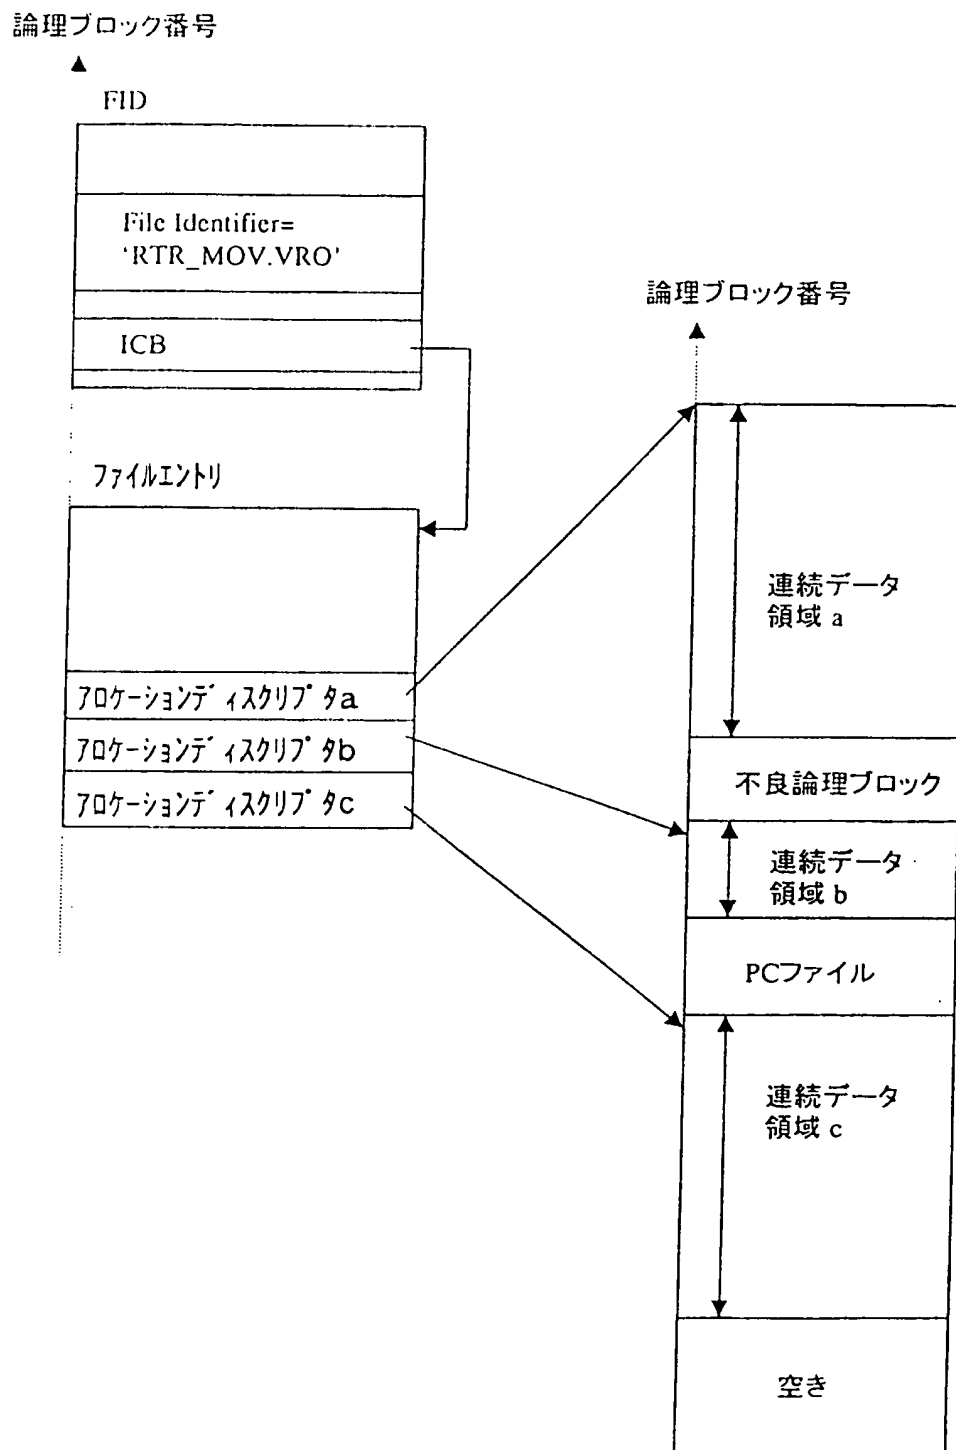 論理ブロック番号
FID
File Identifier=
‘RTR_MOV.VRO’
ICB
ファイルエントリ
アロケーションディスクリプタa
アロケーションディスクリプタb
アロケーションディスクリプタc
論理ブロック番号
連続データ
領域 a
不良論理ブロック
連続データ
領域 b
PCファイル
連続データ
領域 c
空き